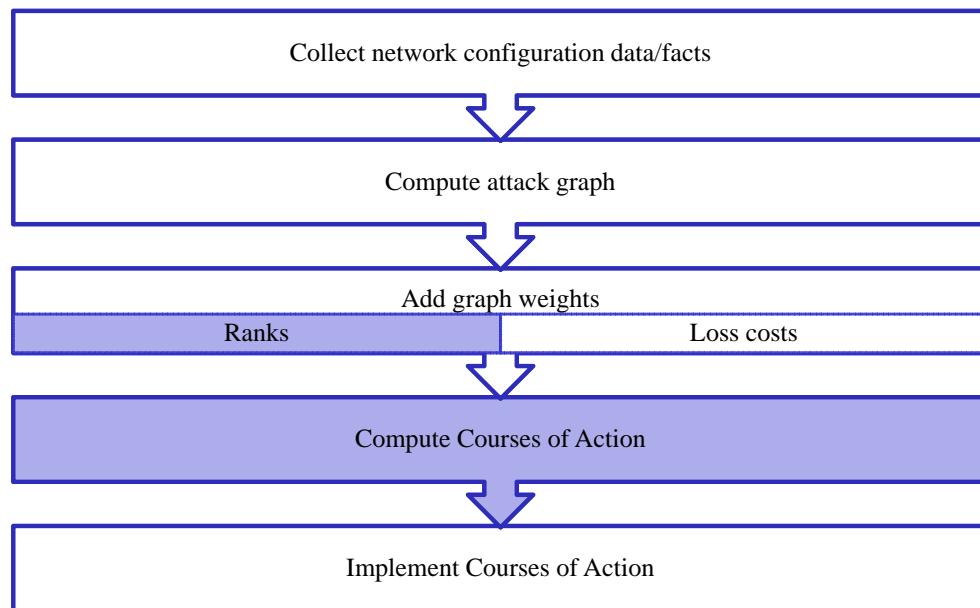 Collect network configuration data/facts
Compute attack graph
Add graph weights
Ranks
Loss costs
Compute Courses of Action
Implement Courses of Action